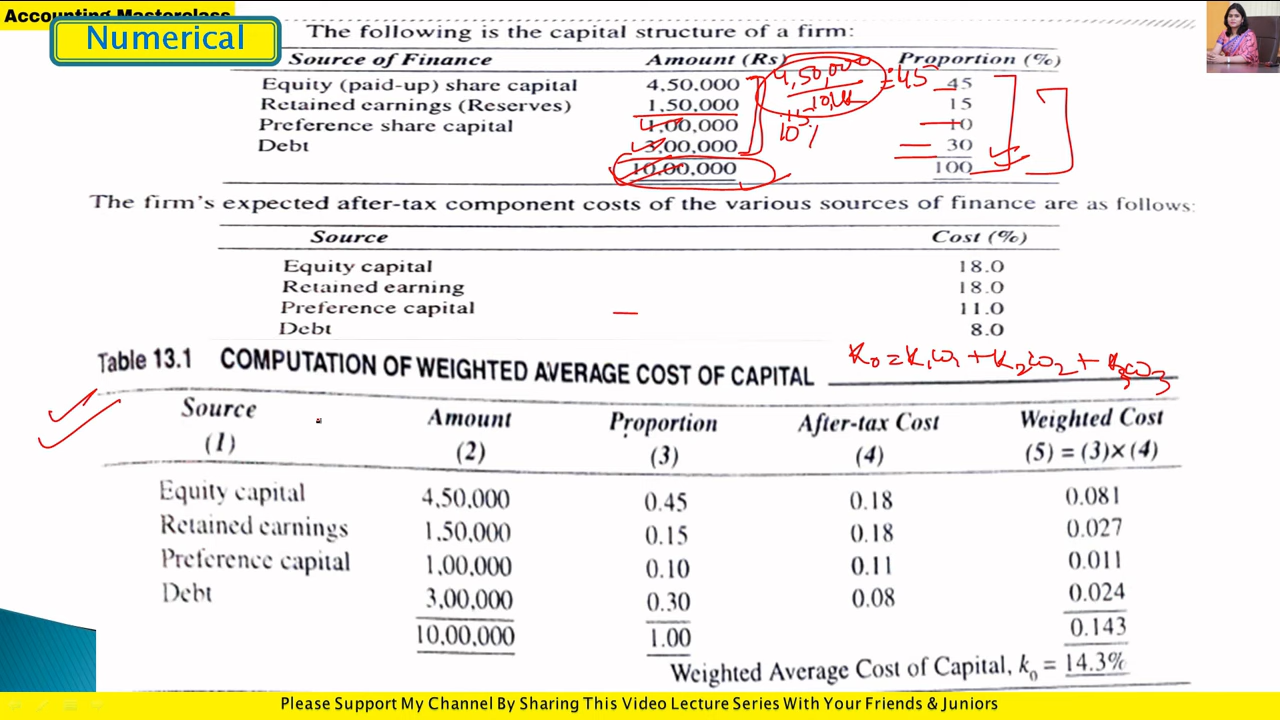 Accounting Masterclass
Numerical
The following is the capital structure of a firm:
Source of Finance Amount (Rs) Proportion (%)
Equity (paid-up) share capital 4,50,000 45
Retained earnings (Reserves) 1,50,000 15
Preference share capital 1,00,000 10
Debt 3,00,000 30
10,00,000 100
4,50,000
=45
10%
The firm's expected after-tax component costs of the various sources of finance are as follows:
Source Cost (%)
Equity capital 18.0
Retained earning 18.0
Preference capital 11.0
Debt 8.0
Table 13.1 COMPUTATION OF WEIGHTED AVERAGE COST OF CAPITAL
K₀ = K₁ω₁ + K₂ω₂ + K₃ω₃
Source Amount Proportion After-tax Cost Weighted Cost
(1) (2) (3) (4) (5) = (3)×(4)
Equity capital 4,50,000 0.45 0.18 0.081
Retained earnings 1,50,000 0.15 0.18 0.027
Preference capital 1,00,000 0.10 0.11 0.011
Debt 3,00,000 0.30 0.08 0.024
10,00,000 1.00 0.143
Weighted Average Cost of Capital, k₀ = 14.3%
Please Support My Channel By Sharing This Video Lecture Series With Your Friends & Juniors